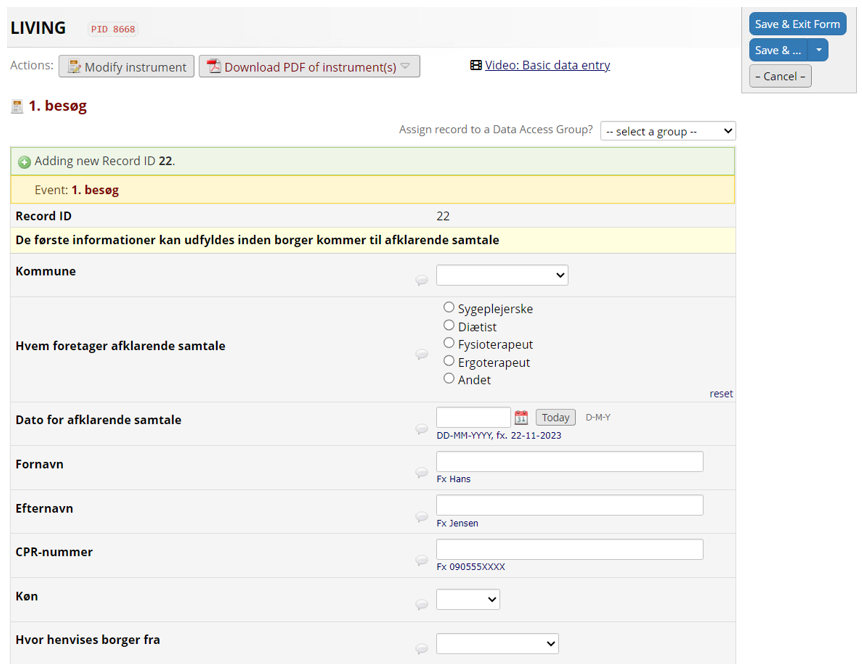 LIVING PID 8668
Save & Exit Form
Save & ...
-- Cancel --
Actions: Modify instrument Download PDF of instrument(s) Video: Basic data entry
1. besøg
Assign record to a Data Access Group? -- select a group --
Adding new Record ID 22.
Event: 1. besøg
Record ID 22
De første informationer kan udfyldes inden borger kommer til afklarende samtale
Kommune
Hvem foretager afklarende samtale
Sygeplejerske
Diætist
Fysioterapeut
Ergoterapeut
Andet
reset
Dato for afklarende samtale
31 Today D-M-Y
DD-MM-YYYY, fx. 22-11-2023
Fornavn
Fx Hans
Efternavn
Fx Jensen
CPR-nummer
Fx 090555XXXX
Køn
Hvor henvises borger fra